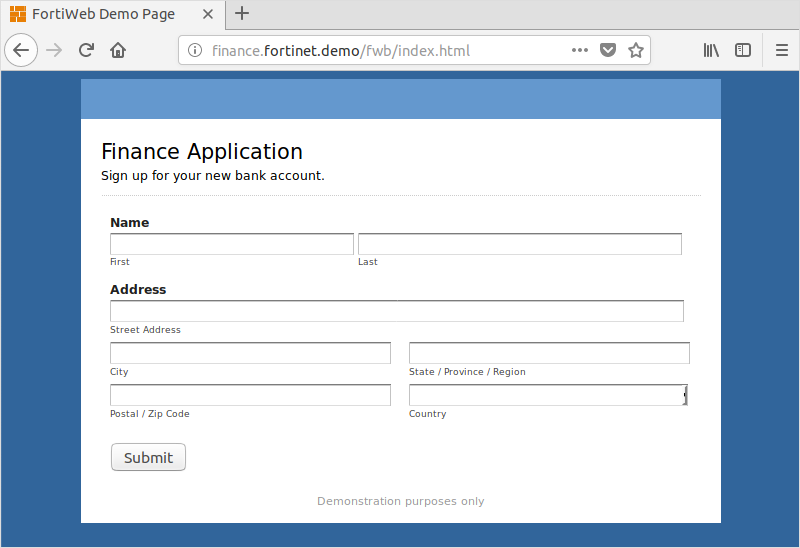 FortiWeb Demo Page
finance.fortinet.demo/fwb/index.html
Finance Application
Sign up for your new bank account.
Name
First Last
Address
Street Address
City State / Province / Region
Postal / Zip Code Country
Submit
Demonstration purposes only